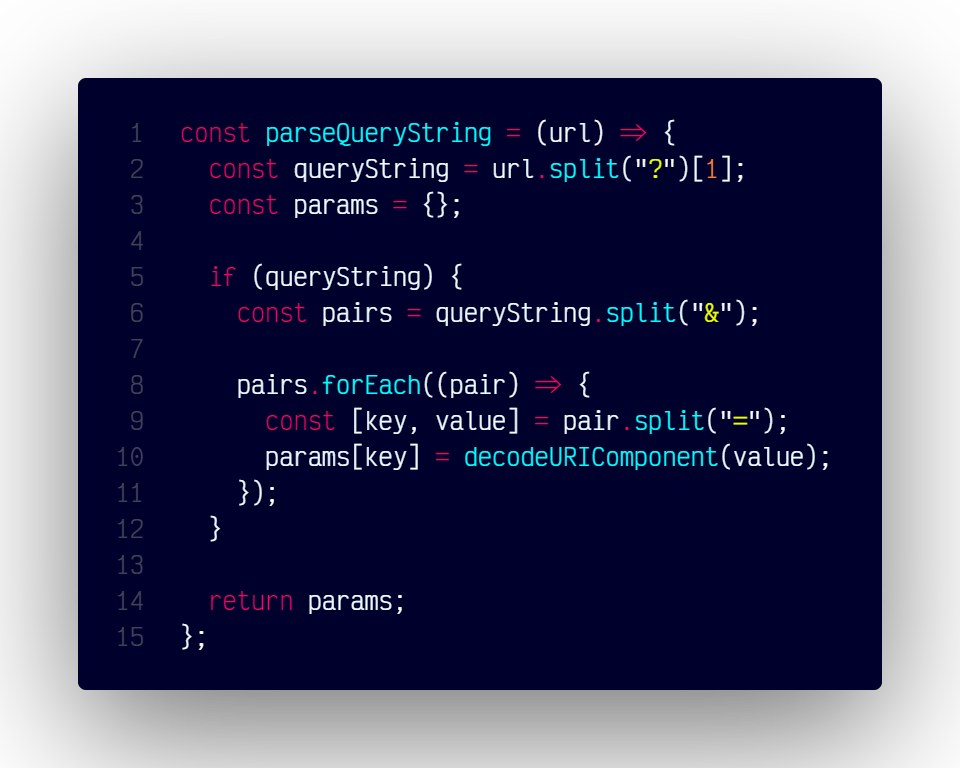 1 const parseQueryString = (url) => {
2   const queryString = url.split("?")[1];
3   const params = {};
4
5   if (queryString) {
6     const pairs = queryString.split("&");
7
8     pairs.forEach((pair) => {
9       const [key, value] = pair.split("=");
10       params[key] = decodeURIComponent(value);
11     });
12   }
13
14   return params;
15 };